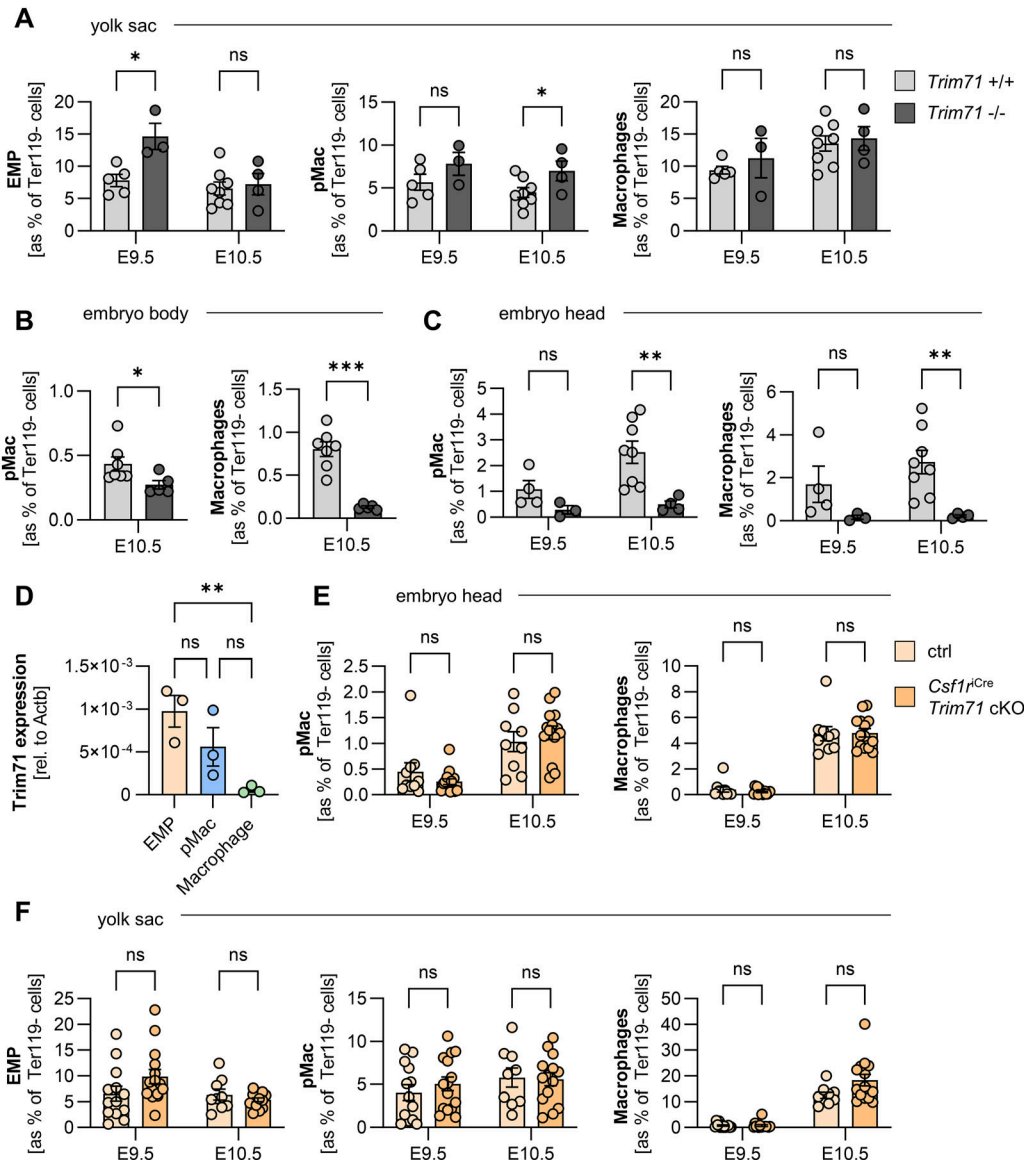 A
yolk sac
* ns ns * ns ns
Trim71 +/+
Trim71 -/-
EMP
[as % of Ter119- cells]
20
15
10
5
0
E9.5 E10.5
pMac
[as % of Ter119- cells]
15
10
5
0
E9.5 E10.5
Macrophages
[as % of Ter119- cells]
20
15
10
5
0
E9.5 E10.5
B
embryo body
pMac
[as % of Ter119- cells]
*
1.0
0.5
0.0
E10.5
Macrophages
[as % of Ter119- cells]
***
1.5
1.0
0.5
0.0
E10.5
C
embryo head
pMac
[as % of Ter119- cells]
ns **
5
4
3
2
1
0
E9.5 E10.5
Macrophages
[as % of Ter119- cells]
ns **
6
4
2
0
E9.5 E10.5
D
Trim71 expression
[rel. to Actb]
**
ns ns
1.5×10⁻³
1×10⁻³
5×10⁻⁴
0
EMP
pMac
Macrophage
E
embryo head
pMac
[as % of Ter119- cells]
ns ns
2.5
2.0
1.5
1.0
0.5
0.0
E9.5 E10.5
Macrophages
[as % of Ter119- cells]
ns ns
10
8
6
4
2
0
E9.5 E10.5
ctrl
Csf1rⁱCre
Trim71 cKO
F
yolk sac
EMP
[as % of Ter119- cells]
ns ns
25
20
15
10
5
0
E9.5 E10.5
pMac
[as % of Ter119- cells]
ns ns
15
10
5
0
E9.5 E10.5
Macrophages
[as % of Ter119- cells]
ns ns
50
40
30
20
10
0
E9.5 E10.5